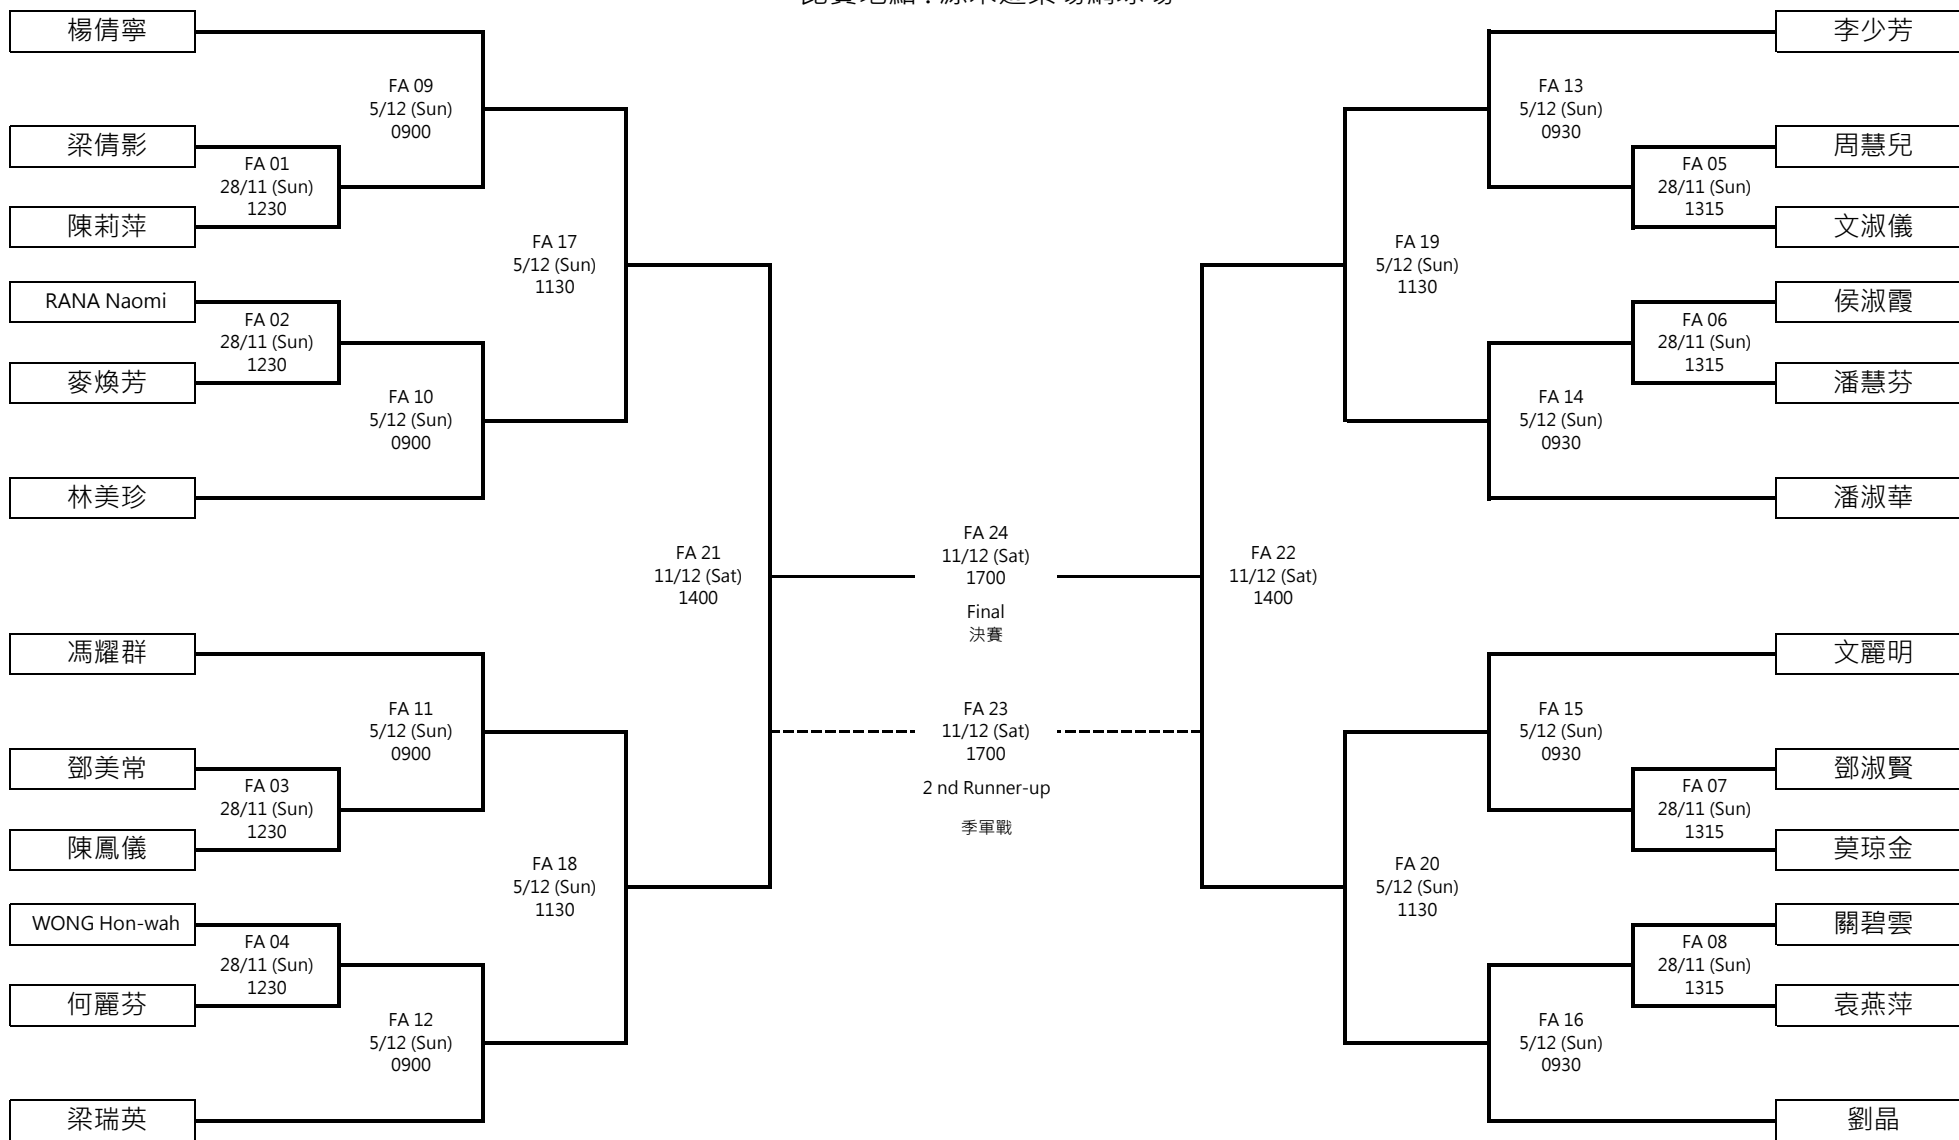 楊倩寧
FA 09
5/12 (Sun)
0900
梁倩影
FA 01
28/11 (Sun)
1230
陳莉萍
FA 17
5/12 (Sun)
1130
RANA Naomi
FA 02
28/11 (Sun)
1230
麥煥芳
FA 10
5/12 (Sun)
0900
林美珍
FA 21
11/12 (Sat)
1400
馮耀群
FA 11
5/12 (Sun)
0900
鄧美常
FA 03
28/11 (Sun)
1230
陳鳳儀
FA 18
5/12 (Sun)
1130
WONG Hon-wah
FA 04
28/11 (Sun)
1230
何麗芬
FA 12
5/12 (Sun)
0900
梁瑞英
FA 24
11/12 (Sat)
1700
Final
決賽
FA 23
11/12 (Sat)
1700
2 nd Runner-up
季軍戰
李少芳
FA 13
5/12 (Sun)
0930
周慧兒
FA 05
28/11 (Sun)
1315
文淑儀
FA 19
5/12 (Sun)
1130
侯淑霞
FA 06
28/11 (Sun)
1315
潘慧芬
FA 14
5/12 (Sun)
0930
潘淑華
FA 22
11/12 (Sat)
1400
文麗明
FA 15
5/12 (Sun)
0930
鄧淑賢
FA 07
28/11 (Sun)
1315
莫琼金
FA 20
5/12 (Sun)
1130
關碧雲
FA 08
28/11 (Sun)
1315
袁燕萍
FA 16
5/12 (Sun)
0930
劉晶